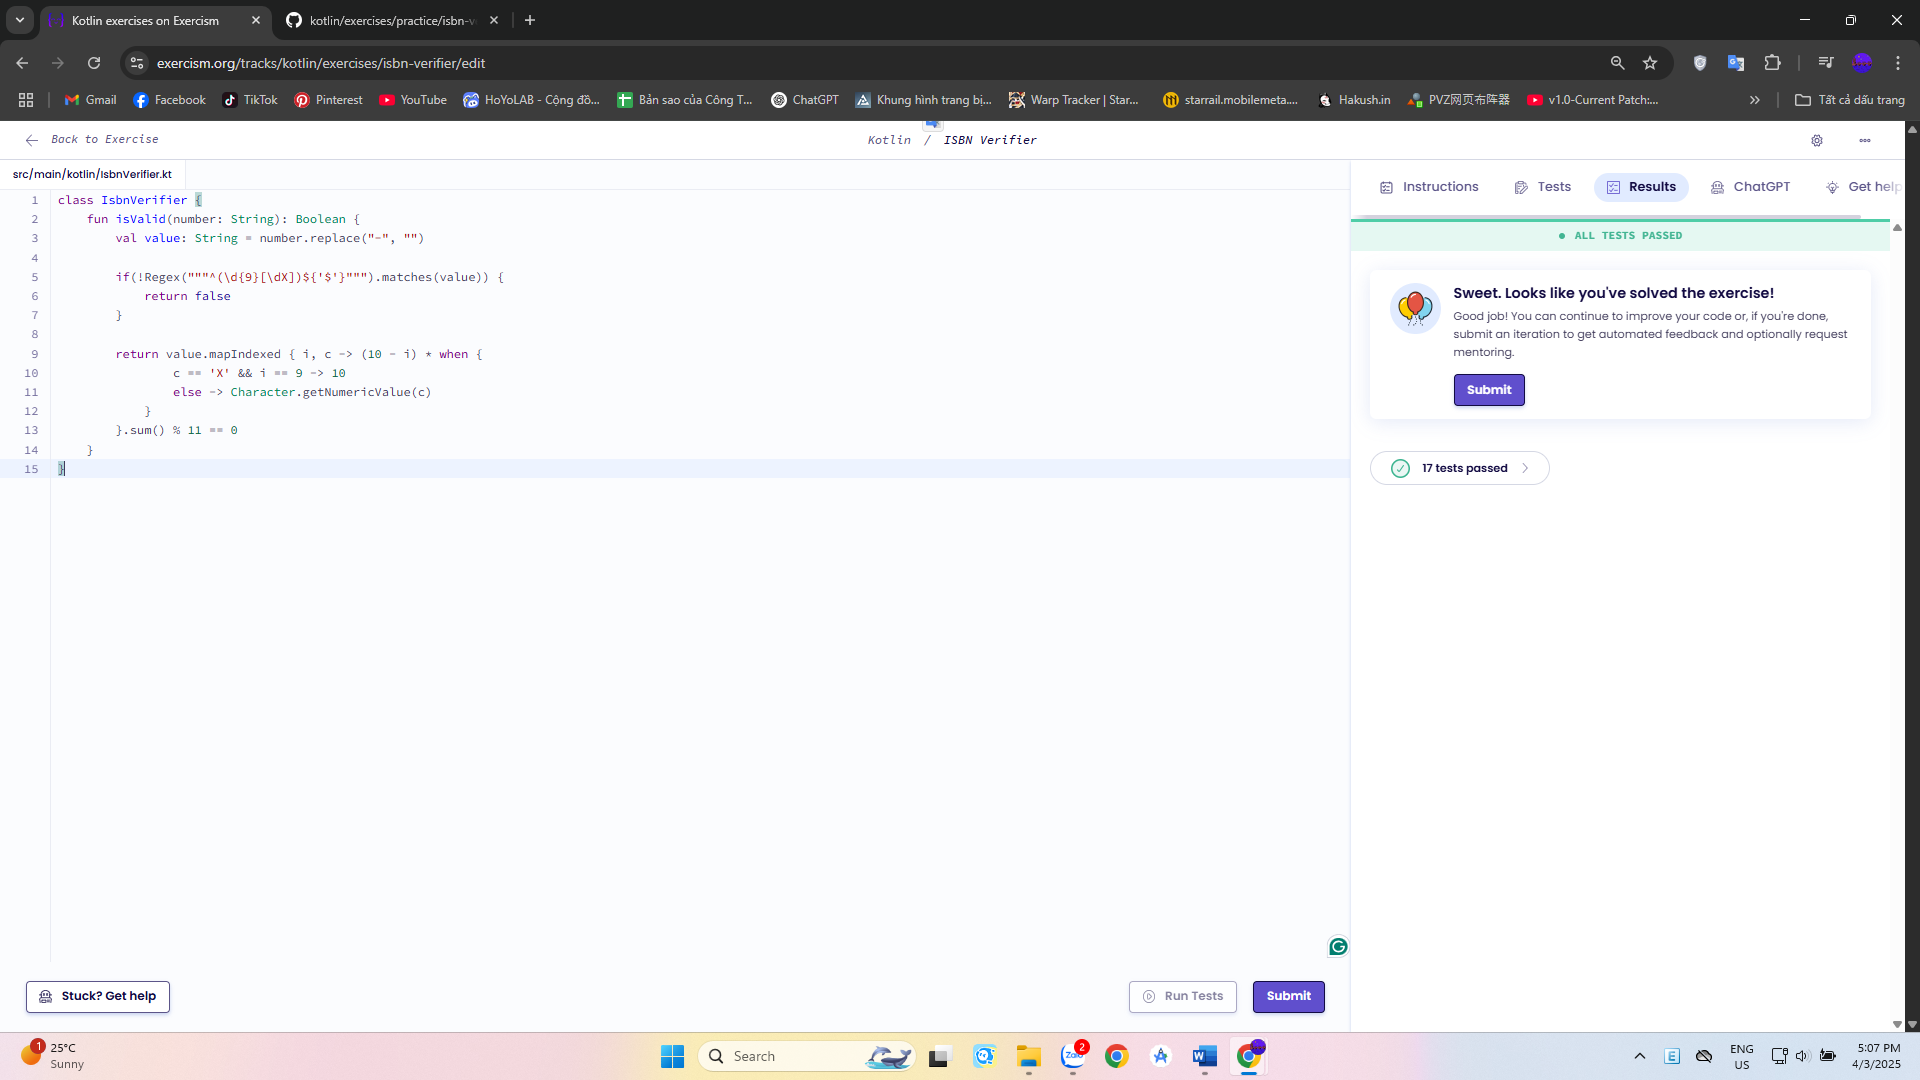 Kotlin exercises on Exercism
kotlin/exercises/practice/isbn-v
exercism.org/tracks/kotlin/exercises/isbn-verifier/edit
Gmail
Facebook
TikTok
Pinterest
YouTube
HoYoLAB - Cộng đồ...
Bản sao của Công T...
ChatGPT
Khung hình trang bị...
Warp Tracker | Star...
starrail.mobilemeta....
Hakush.in
PVZ网页布阵器
v1.0-Current Patch:...
Tất cả dấu trang
Back to Exercise
Kotlin / ISBN Verifier
src/main/kotlin/IsbnVerifier.kt
Instructions
Tests
Results
ChatGPT
Get help
1 class IsbnVerifier {
2 fun isValid(number: String): Boolean {
3 val value: String = number.replace("-", "")
4
5 if(!Regex("""^(\d{9}[\dX])${'$'}""").matches(value)) {
6 return false
7 }
8
9 return value.mapIndexed { i, c -> (10 - i) * when {
10 c == 'X' && i == 9 -> 10
11 else -> Character.getNumericValue(c)
12 }
13 }.sum() % 11 == 0
14 }
15 }
ALL TESTS PASSED
Sweet. Looks like you've solved the exercise!
Good job! You can continue to improve your code or, if you're done,
submit an iteration to get automated feedback and optionally request
mentoring.
Submit
17 tests passed
Stuck? Get help
Run Tests
Submit
1
25°C
Sunny
Search
Zalo
2
ENG
US
5:07 PM
4/3/2025